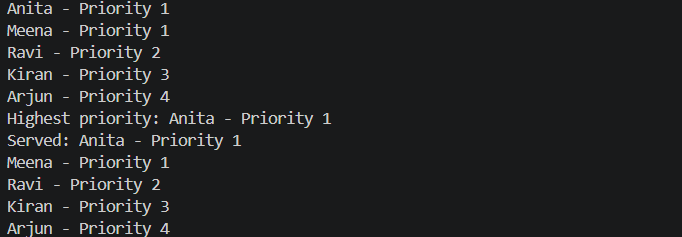 Anita - Priority 1
Meena - Priority 1
Ravi - Priority 2
Kiran - Priority 3
Arjun - Priority 4
Highest priority: Anita - Priority 1
Served: Anita - Priority 1
Meena - Priority 1
Ravi - Priority 2
Kiran - Priority 3
Arjun - Priority 4